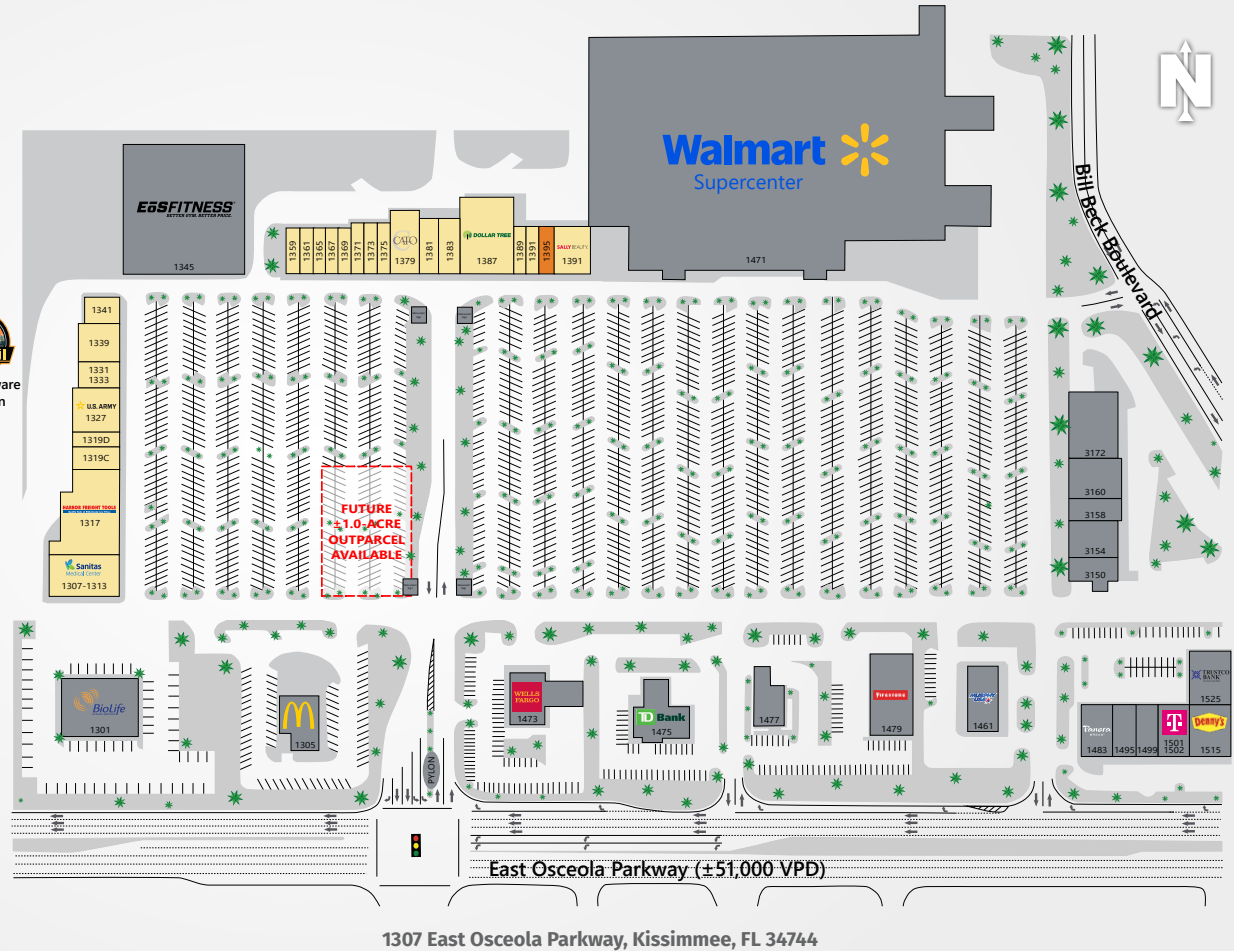 N
Walmart
Supercenter
1471
EōSFITNESS
BETTER GYM. BETTER PRICE.
1345
1359
1361
1365
1367
1369
1371
1373
1375
CATO
1379
1381
1383
DOLLAR TREE
1387
1389
1391
1395
SALLY BEAUTY
1391
Bill Beck Boulevard
1341
1339
1331
1333
U.S. ARMY
1327
1319D
1319C
HARBOR FREIGHT TOOLS
1317
Sanitas
Medical Center
1307-1313
FUTURE
±1.0-ACRE
OUTPARCEL
AVAILABLE
3172
3160
3158
3154
3150
BioLife
1301
1305
PYLON
WELLS
FARGO
1473
TD Bank
1475
1477
Firestone
1479
MURPHY
USA
1461
Panera
1483
1495
1499
T
1501
1502
TRUSTCO
BANK
1525
Denny's
1515
East Osceola Parkway (±51,000 VPD)
1307 East Osceola Parkway, Kissimmee, FL 34744